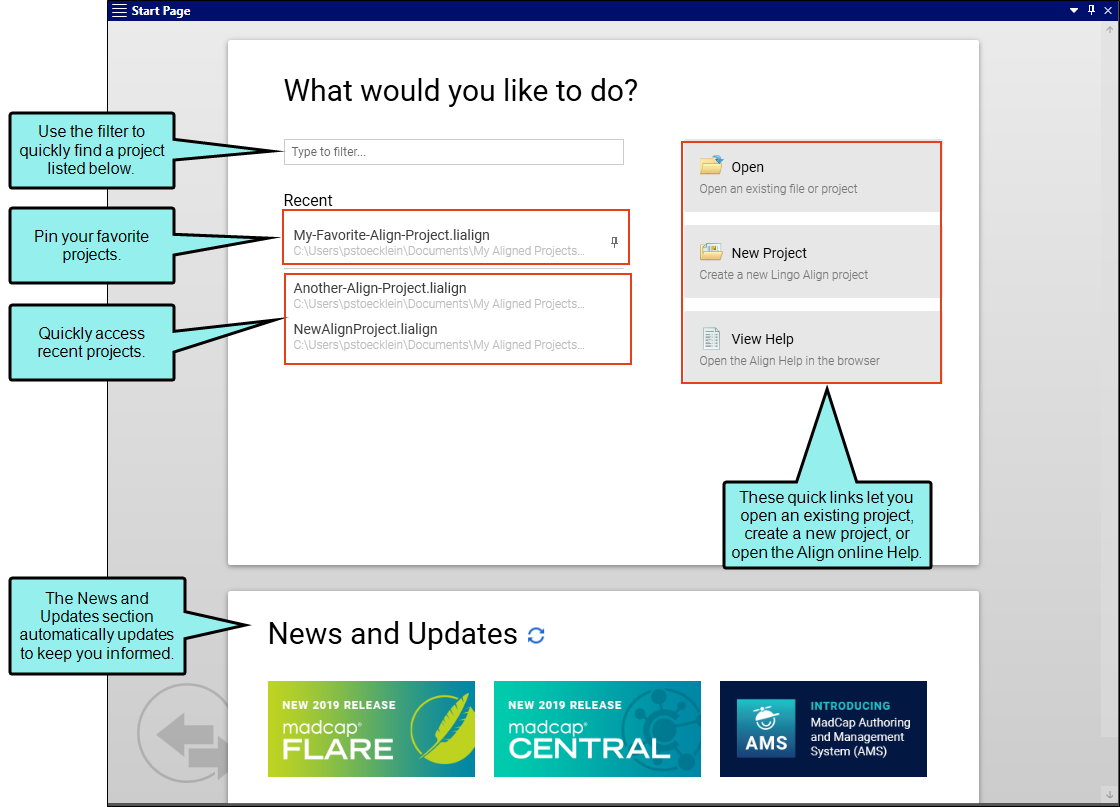 Start Page
What would you like to do?
Use the filter to
quickly find a project
listed below.
Type to filter...
Recent
Pin your favorite
projects.
My-Favorite-Align-Project.lialign
C:\Users\pstoecklein\Documents\My Aligned Projects...
Quickly access
recent projects.
Another-Align-Project.lialign
C:\Users\pstoecklein\Documents\My Aligned Projects...
NewAlignProject.lialign
C:\Users\pstoecklein\Documents\My Aligned Projects...
Open
Open an existing file or project
New Project
Create a new Lingo Align project
View Help
Open the Align Help in the browser
These quick links let you
open an existing project,
create a new project, or
open the Align online Help.
The News and
Updates section
automatically updates
to keep you informed.
News and Updates
NEW 2019 RELEASE
madcap®
FLARE
NEW 2019 RELEASE
madcap®
CENTRAL
AMS
INTRODUCING
MadCap Authoring
and Management
System (AMS)